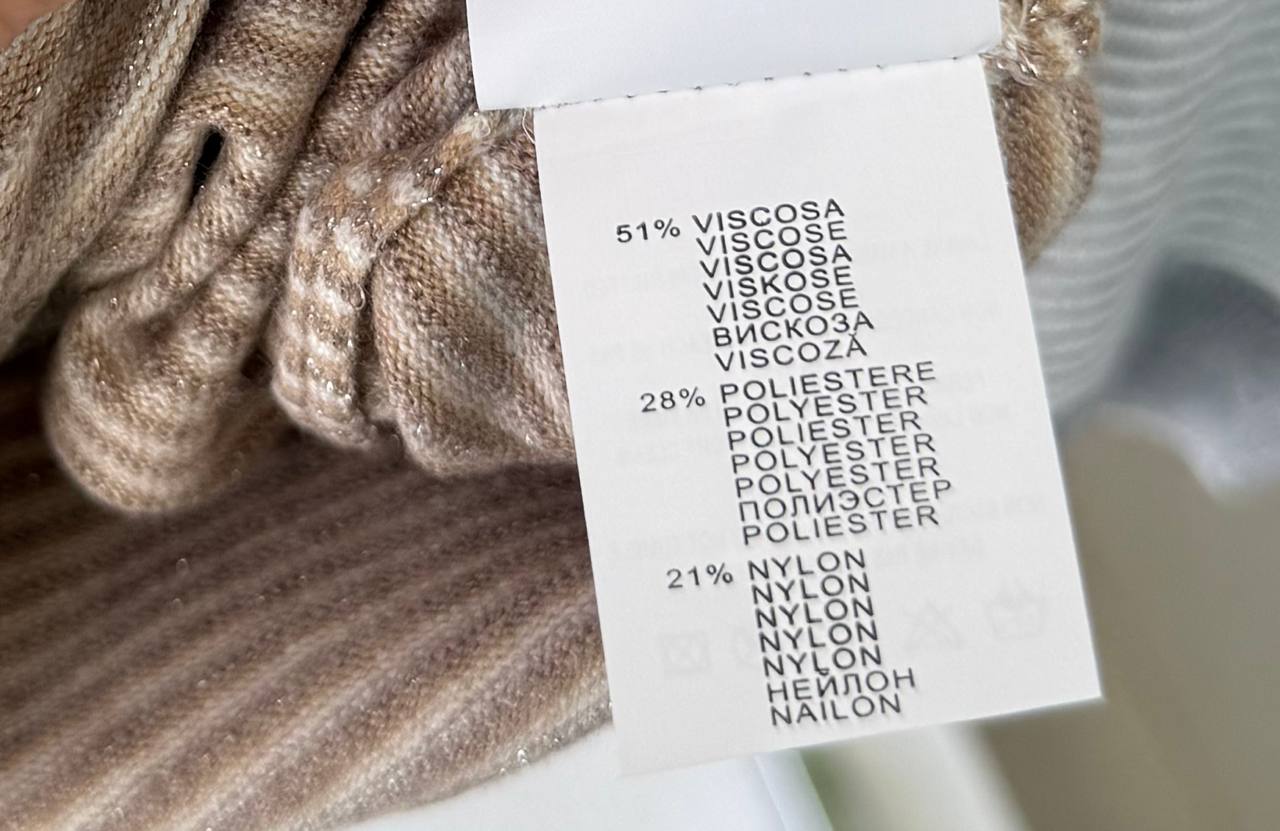 51% VISCOSA
VISCOSE
VISCOSA
VISKOSE
VISCOSE
ВИСКОЗА
VISCOZĂ
28% POLIESTERE
POLYESTER
POLIESTER
POLYESTER
POLYESTER
ПОЛИЭСТЕР
POLIESTER
21% NYLON
NYLON
NYLON
NYLON
NYLON
НЕЙЛОН
NAILON